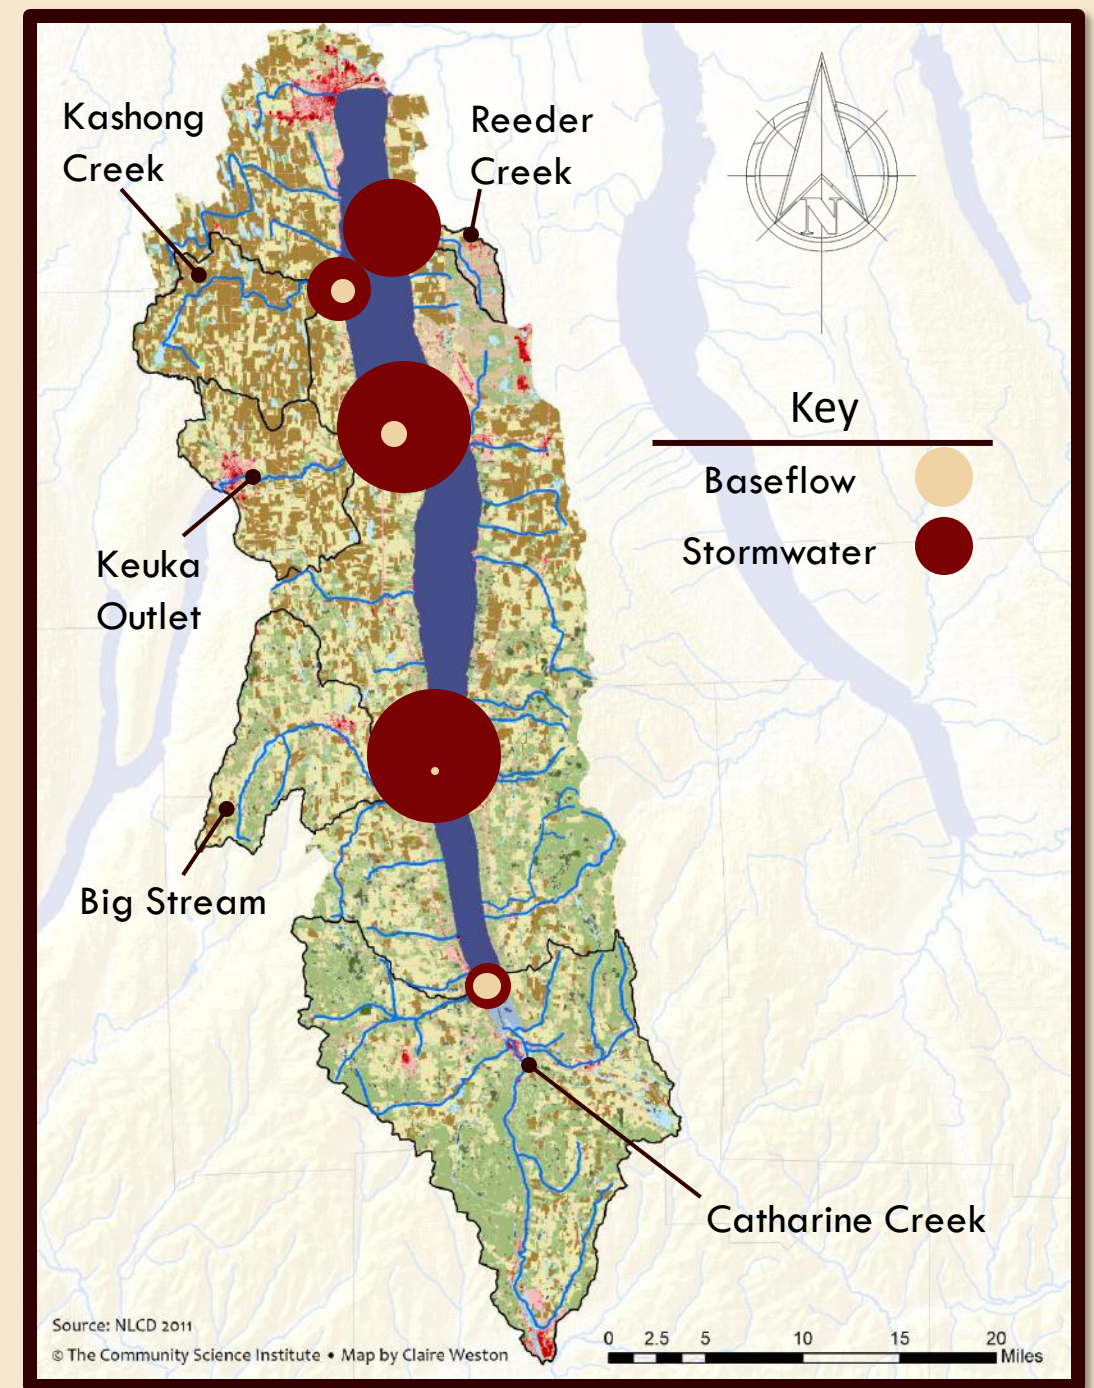 Kashong
Creek
Reeder
Creek
N
Key
Baseflow
Stormwater
Keuka
Outlet
Big Stream
Catharine Creek
Source: NLCD 2011
© The Community Science Institute • Map by Claire Weston
0 2.5 5 10 15 20
Miles